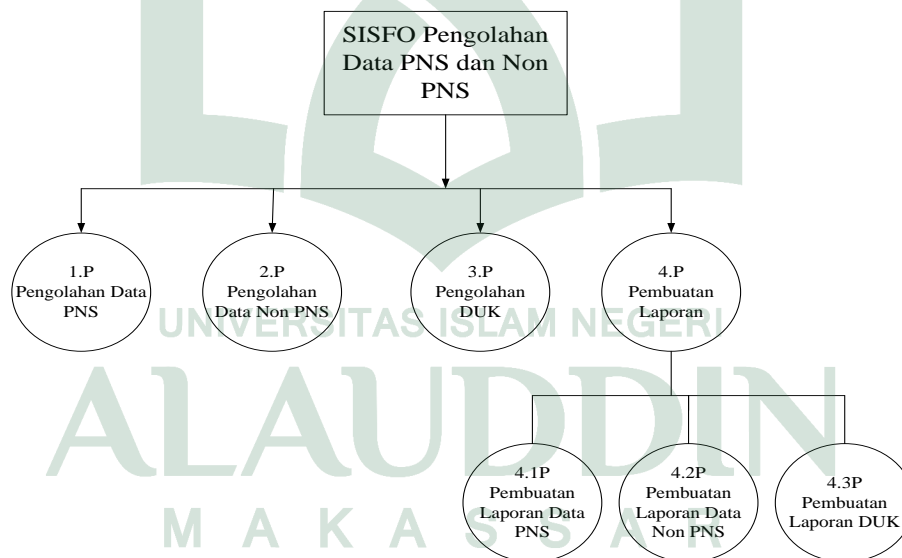 SISFO Pengolahan
Data PNS dan Non
PNS
1.P
Pengolahan Data
PNS
2.P
Pengolahan
Data Non PNS
3.P
Pengolahan
DUK
4.P
Pembuatan
Laporan
UNIVERSITAS ISLAM NEGERI
ALAUDDIN
4.1P
Pembuatan
Laporan Data
PNS
4.2P
Pembuatan
Laporan Data
Non PNS
4.3P
Pembuatan
Laporan DUK
MAKASSAR